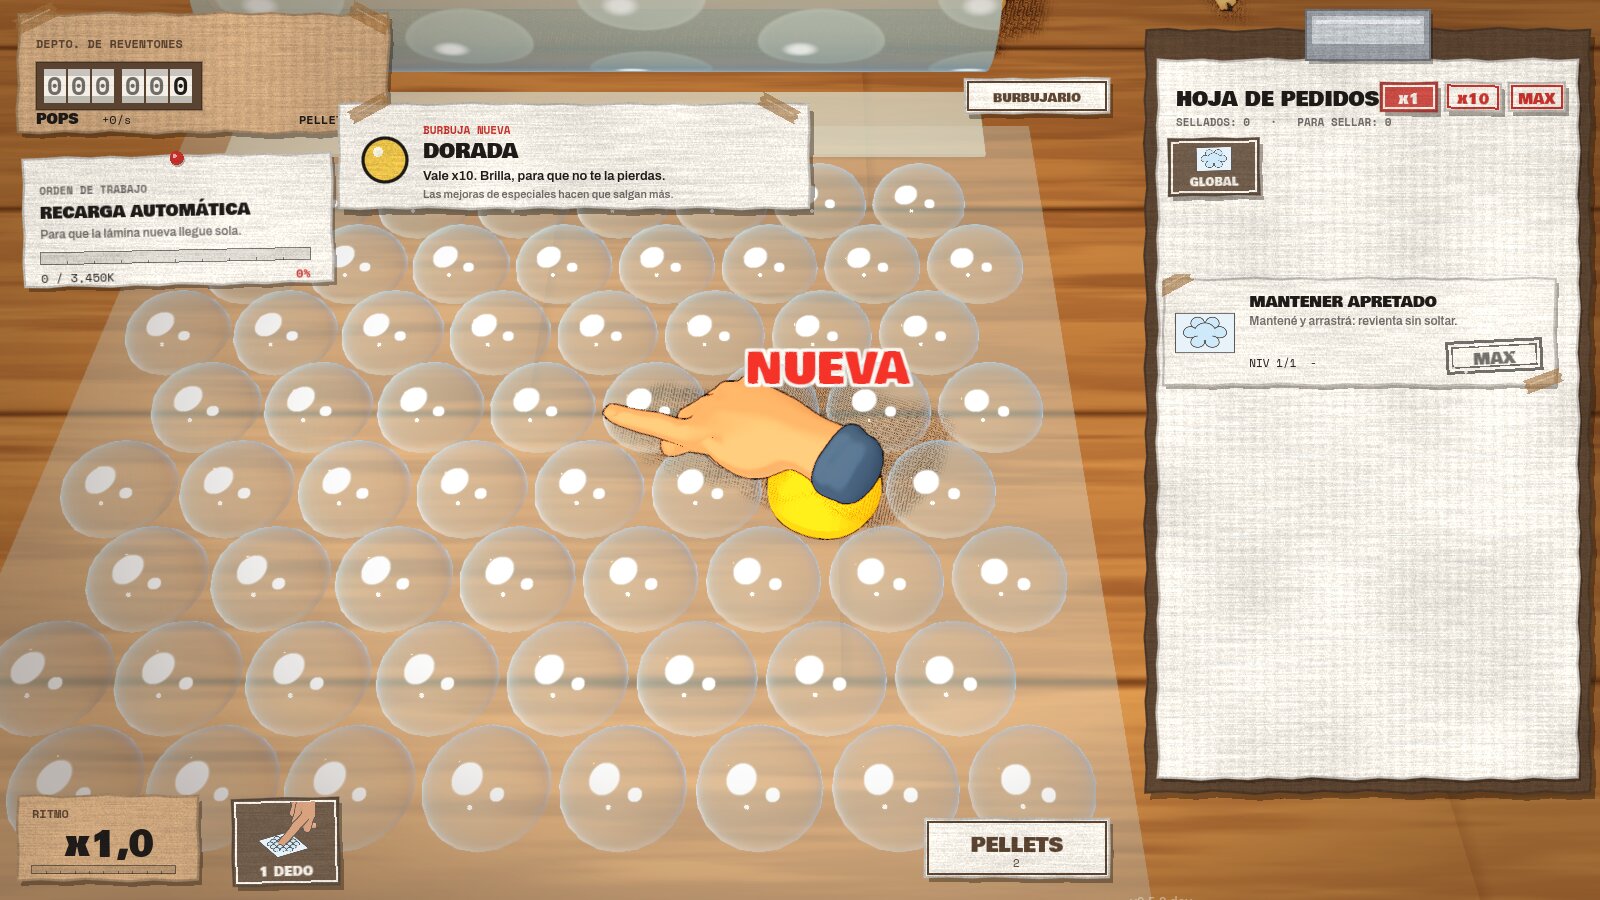 DEPTO. DE REVENTONES
000 000
POPS +0/s
ORDEN DE TRABAJO
RECARGA AUTOMÁTICA
Para que la lámina nueva llegue sola.
0 / 3.450K 0%
BURBUJA NUEVA
DORADA
Vale x10. Brilla, para que no te la pierdas.
Las mejoras de especiales hacen que salgan más.
BURBUJARIO
NUEVA
HOJA DE PEDIDOS x1 x10 MAX
SELLADOS: 0 · PARA SELLAR: 0
GLOBAL
MANTENER APRETADO
Mantené y arrastrá: revienta sin soltar.
NIV 1/1 -
MAX
RITMO
x1,0
1 DEDO
PELLETS
2